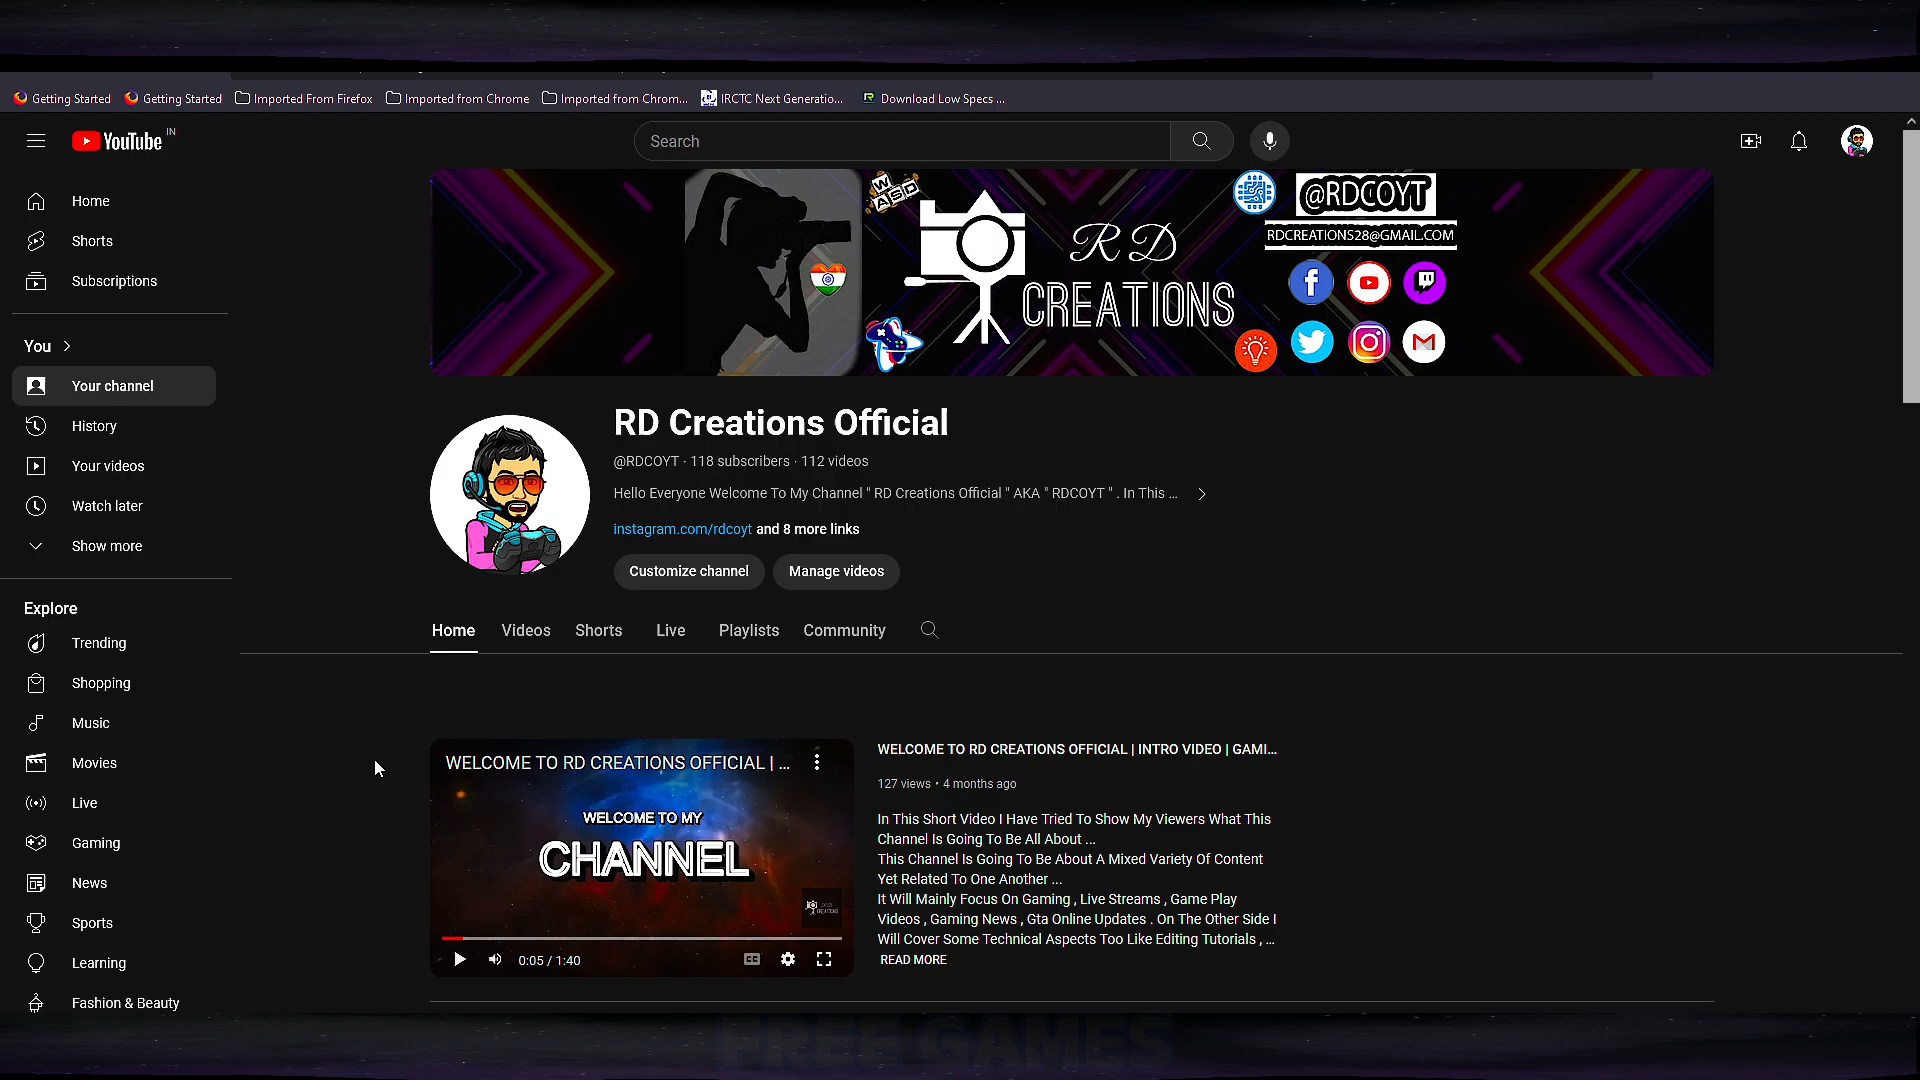 Getting Started
Getting Started
Imported From Firefox
Imported from Chrome
Imported from Chrom...
IRCTC Next Generatio...
Download Low Specs ...
YouTube IN
Search
Home
Shorts
Subscriptions
You
Your channel
History
Your videos
Watch later
Show more
Explore
Trending
Shopping
Music
Movies
Live
Gaming
News
Sports
Learning
Fashion & Beauty
W
A S D
RD
CREATIONS
@RDCOYT
RDCREATIONS28@GMAIL.COM
RD Creations Official
@RDCOYT · 118 subscribers · 112 videos
Hello Everyone Welcome To My Channel " RD Creations Official " AKA " RDCOYT " . In This ...
instagram.com/rdcoyt and 8 more links
Customize channel
Manage videos
Home
Videos
Shorts
Live
Playlists
Community
WELCOME TO RD CREATIONS OFFICIAL | ...
WELCOME TO MY
CHANNEL
0:05 / 1:40
CC
WELCOME TO RD CREATIONS OFFICIAL | INTRO VIDEO | GAMI...
127 views • 4 months ago
In This Short Video I Have Tried To Show My Viewers What This
Channel Is Going To Be All About ...
This Channel Is Going To Be About A Mixed Variety Of Content
Yet Related To One Another ...
It Will Mainly Focus On Gaming , Live Streams , Game Play
Videos , Gaming News , Gta Online Updates . On The Other Side I
Will Cover Some Technical Aspects Too Like Editing Tutorials , ...
READ MORE
FREE GAMES